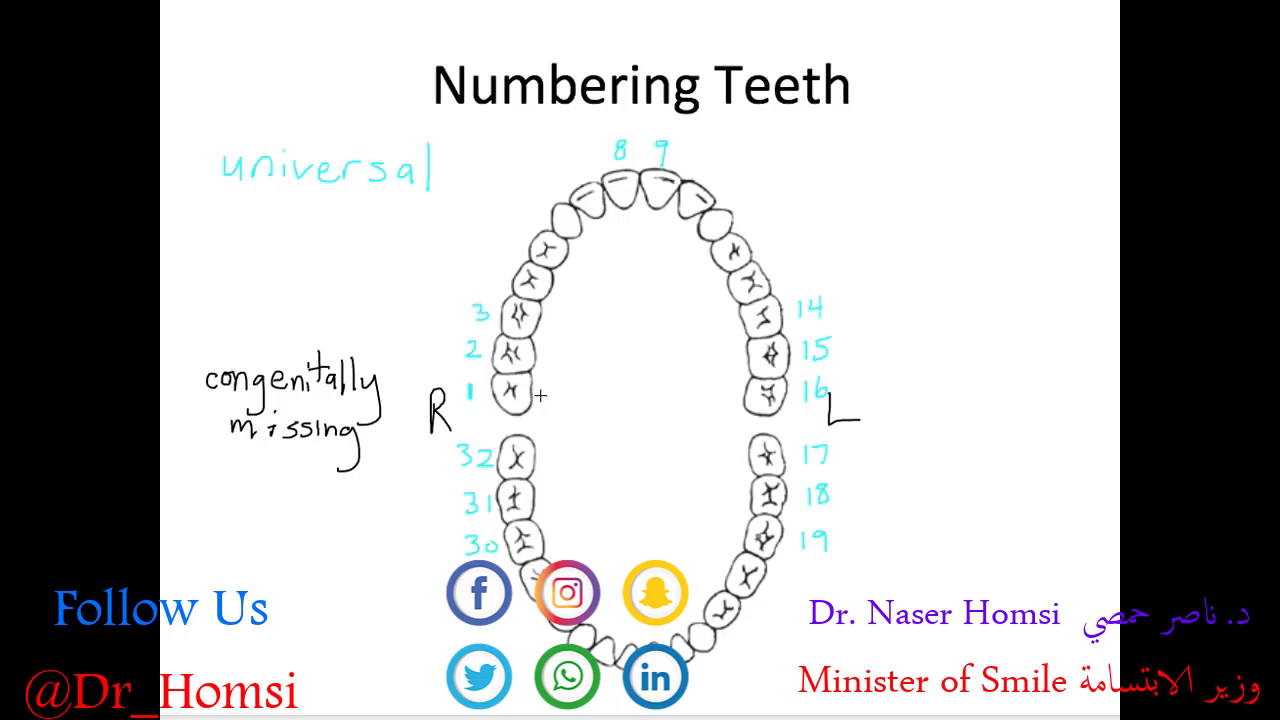 Numbering Teeth
universal
8 9
3
14
2
15
congenitally
missing
1
16
R
L
32
17
31
18
30
19
Follow Us
@Dr_Homsi
f
in
Dr. Naser Homsi د. ناصر حمصي
Minister of Smile وزير الابتسامة